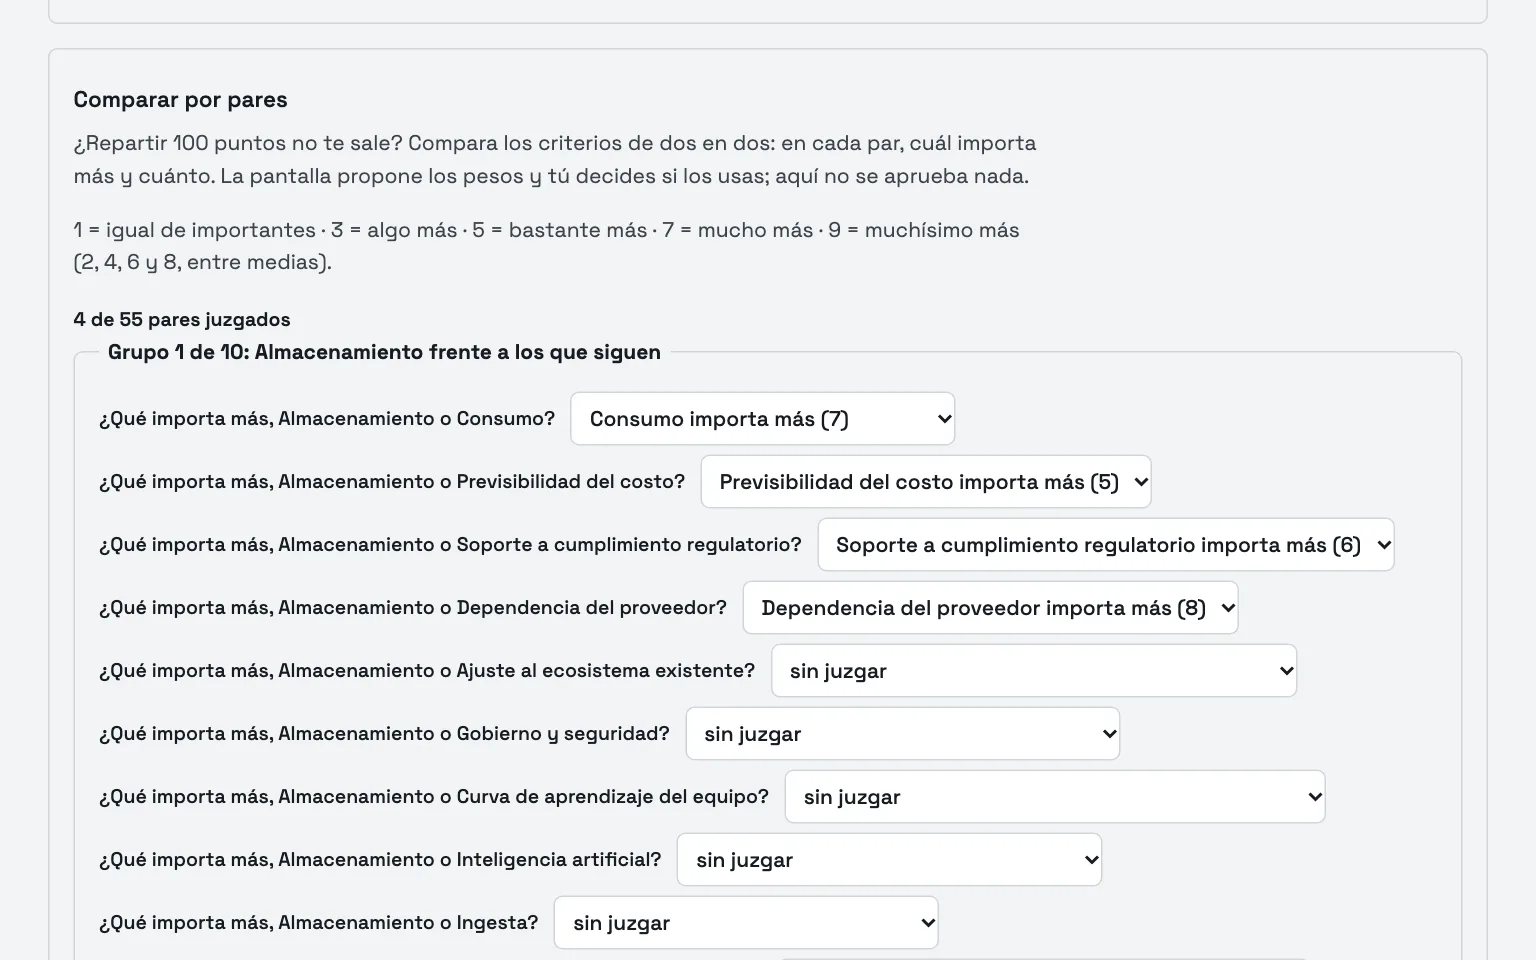 Comparar por pares
¿Repartir 100 puntos no te sale? Compara los criterios de dos en dos: en cada par, cuál importa
más y cuánto. La pantalla propone los pesos y tú decides si los usas; aquí no se aprueba nada.
1 = igual de importantes · 3 = algo más · 5 = bastante más · 7 = mucho más · 9 = muchísimo más
(2, 4, 6 y 8, entre medias).
4 de 55 pares juzgados
Grupo 1 de 10: Almacenamiento frente a los que siguen
¿Qué importa más, Almacenamiento o Consumo? Consumo importa más (7)
¿Qué importa más, Almacenamiento o Previsibilidad del costo? Previsibilidad del costo importa más (5)
¿Qué importa más, Almacenamiento o Soporte a cumplimiento regulatorio? Soporte a cumplimiento regulatorio importa más (6)
¿Qué importa más, Almacenamiento o Dependencia del proveedor? Dependencia del proveedor importa más (8)
¿Qué importa más, Almacenamiento o Ajuste al ecosistema existente? sin juzgar
¿Qué importa más, Almacenamiento o Gobierno y seguridad? sin juzgar
¿Qué importa más, Almacenamiento o Curva de aprendizaje del equipo? sin juzgar
¿Qué importa más, Almacenamiento o Inteligencia artificial? sin juzgar
¿Qué importa más, Almacenamiento o Ingesta? sin juzgar